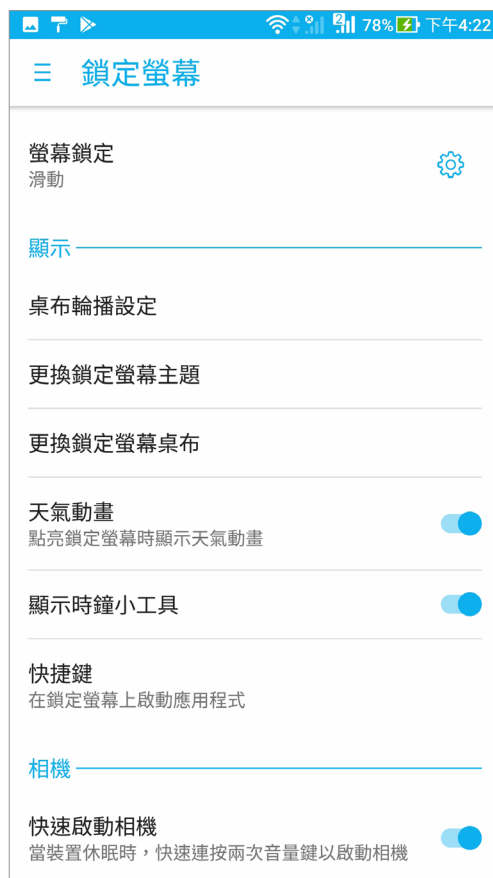 78% 下午4:22
鎖定螢幕
螢幕鎖定
滑動
顯示
桌布輪播設定
更換鎖定螢幕主題
更換鎖定螢幕桌布
天氣動畫
點亮鎖定螢幕時顯示天氣動畫
顯示時鐘小工具
快捷鍵
在鎖定螢幕上啟動應用程式
相機
快速啟動相機
當裝置休眠時，快速連按兩次音量鍵以啟動相機